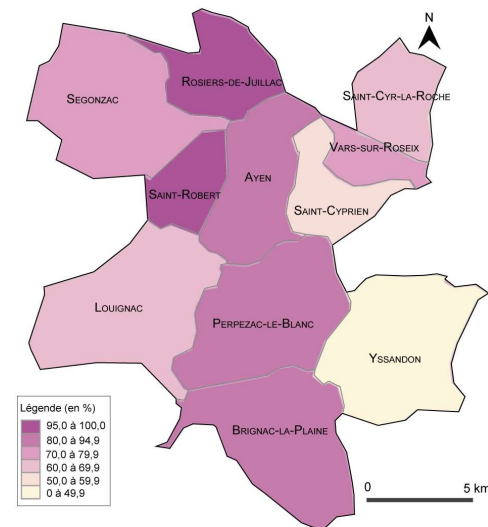 N
Rosiers-de-Juillac
Segonzac
Saint-Cyr-la-Roche
Vars-sur-Roseix
Ayen
Saint-Robert
Saint-Cyprien
Louignac
Perpezac-le-Blanc
Yssandon
Brignac-la-Plaine
Légende (en %)
95,0 à 100,0
80,0 à 94,9
70,0 à 79,9
60,0 à 69,9
50,0 à 59,9
0 à 49,9
0 5 km